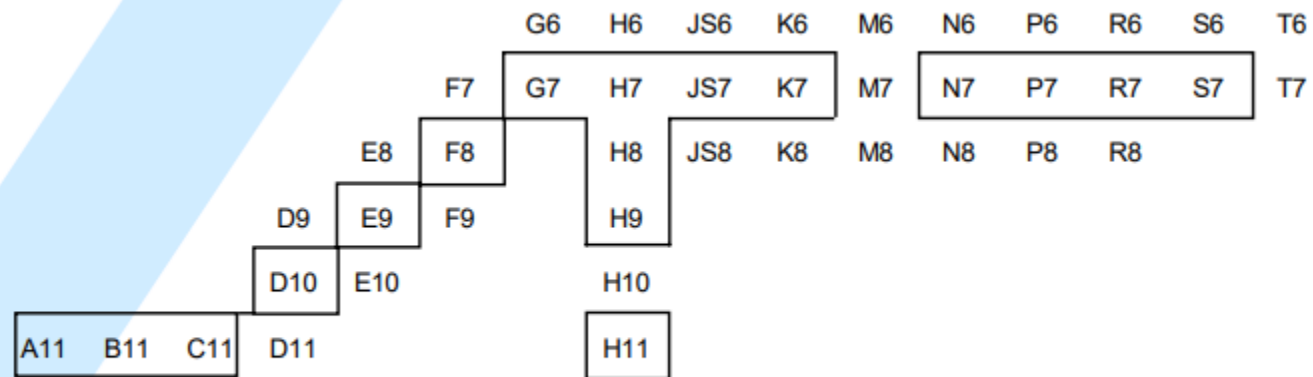 G6 H6 JS6 K6 M6 N6 P6 R6 S6 T6
F7 G7 H7 JS7 K7 M7 N7 P7 R7 S7 T7
E8 F8 H8 JS8 K8 M8 N8 P8 R8
D9 E9 F9 H9
D10 E10 H10
A11 B11 C11 D11 H11